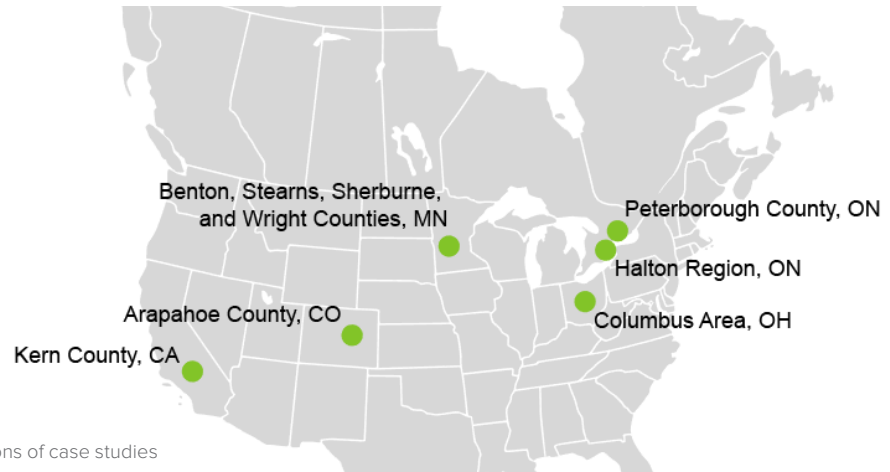 Benton, Stearns, Sherburne,
and Wright Counties, MN
Peterborough County, ON
Halton Region, ON
Arapahoe County, CO
Columbus Area, OH
Kern County, CA
of case studies